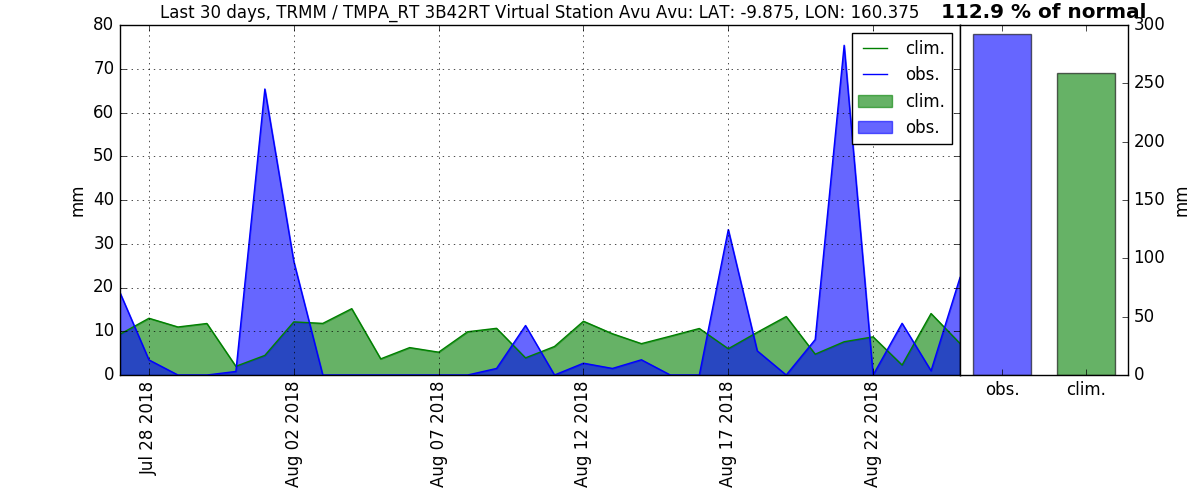 Last 30 days, TRMM / TMPA_RT 3B42RT Virtual Station Avu Avu: LAT: -9.875, LON: 160.375
112.9 % of normal
80
70
60
50
40
30
20
10
0
mm
clim.
obs.
clim.
obs.
300
250
200
150
100
50
0
mm
Jul 28 2018
Aug 02 2018
Aug 07 2018
Aug 12 2018
Aug 17 2018
Aug 22 2018
obs.
clim.